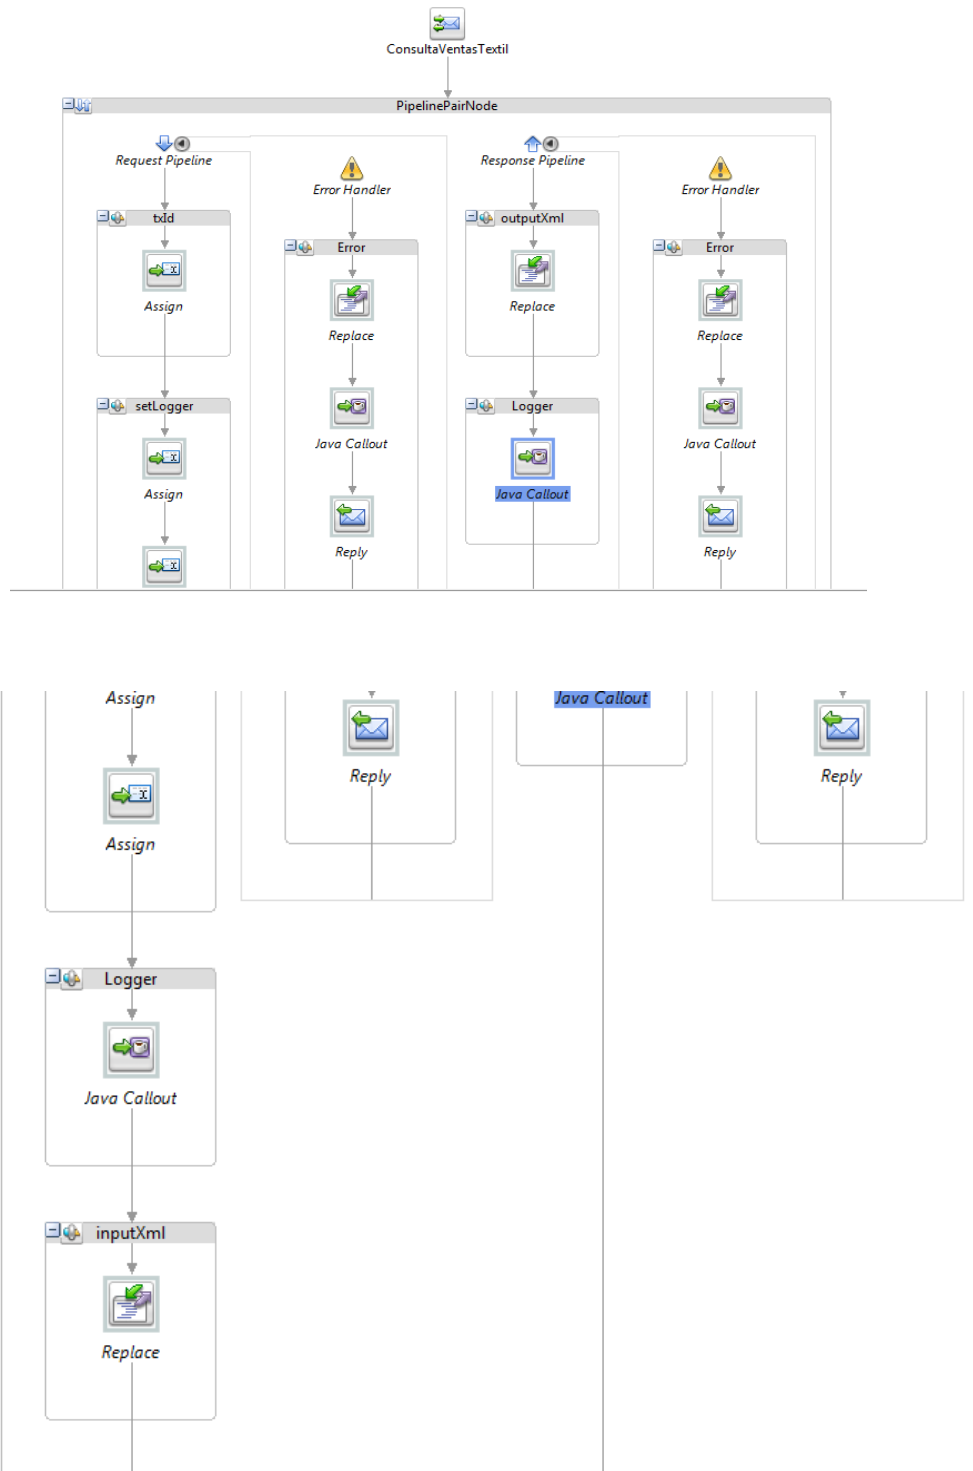 ConsultaVentasTextil
PipelinePairNode
Request Pipeline
Error Handler
Response Pipeline
Error Handler
txId
Assign
setLogger
Assign
Error
Replace
Java Callout
Reply
outputXml
Replace
Logger
Java Callout
Error
Replace
Java Callout
Reply
Assign
Assign
Logger
Java Callout
inputXml
Replace
Reply
Java Callout
Reply